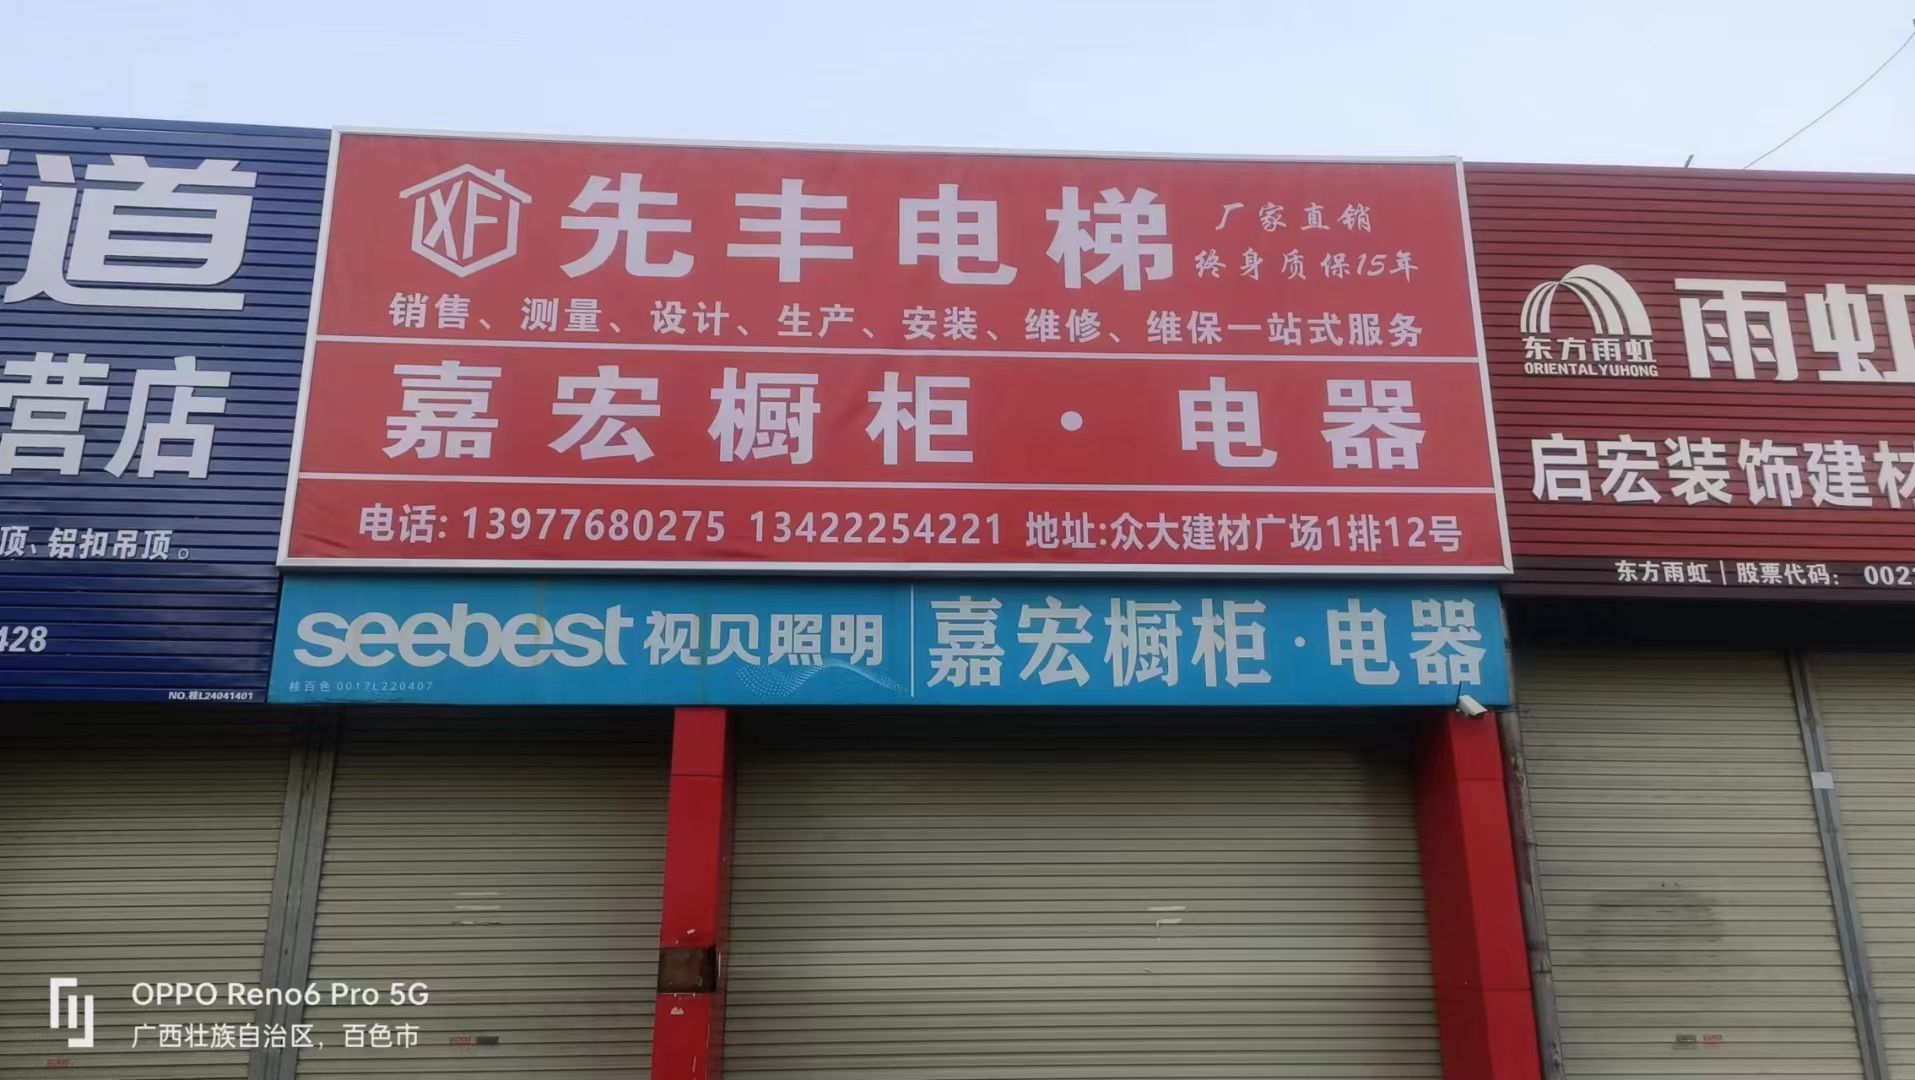 道
营店
顶、铝扣吊顶。
428
NO.桂L24041401
XF
先丰电梯
厂家直销
终身质保15年
销售、测量、设计、生产、安装、维修、维保一站式服务
嘉宏橱柜·电器
电话: 13977680275 13422254221 地址:众大建材广场1排12号
seebest 视贝照明
嘉宏橱柜·电器
桂百色 0017L220407
东方雨虹
ORIENTAL YUHONG
雨虹
启宏装饰建材
东方雨虹｜股票代码： 002
OPPO Reno6 Pro 5G
广西壮族自治区，百色市